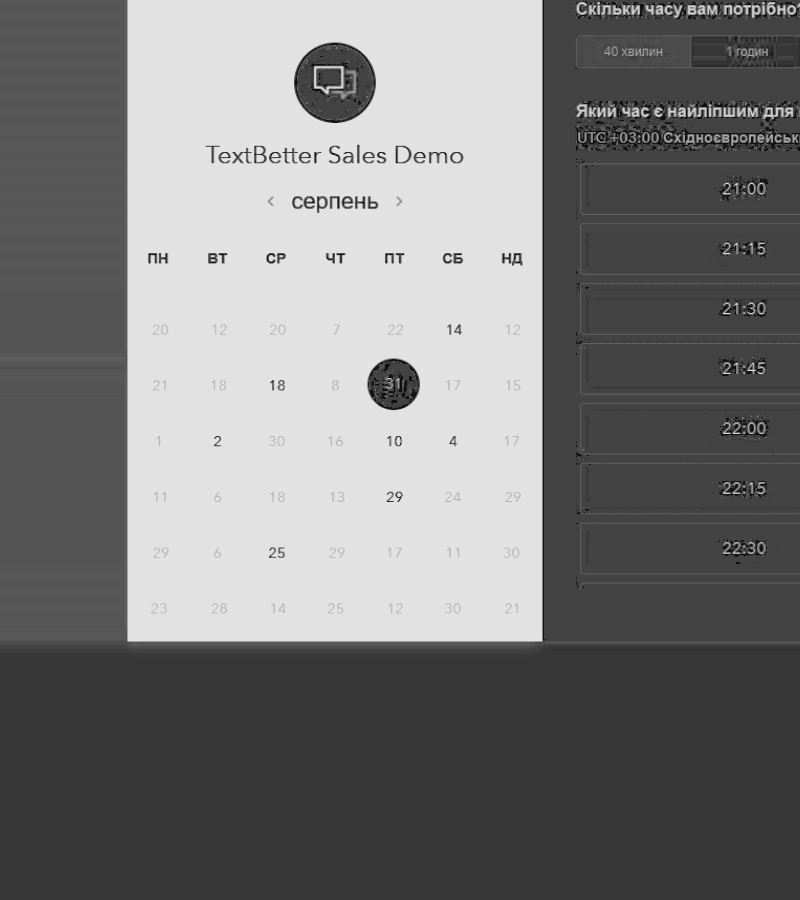 TextBetter Sales Demo
серпень
ПН ВТ СР ЧТ ПТ СБ НД
20 12 20 7 22 14 12
21 18 18 8 31 17 15
1 2 30 16 10 4 17
11 6 18 13 29 24 29
29 6 25 29 17 11 30
23 28 14 25 12 30 21
Скільки часу вам потрібно?
40 хвилин 1 годин
Який час є найліпшим для
UTC +03:00 Східноєвропейськ
21:00
21:15
21:30
21:45
22:00
22:15
22:30